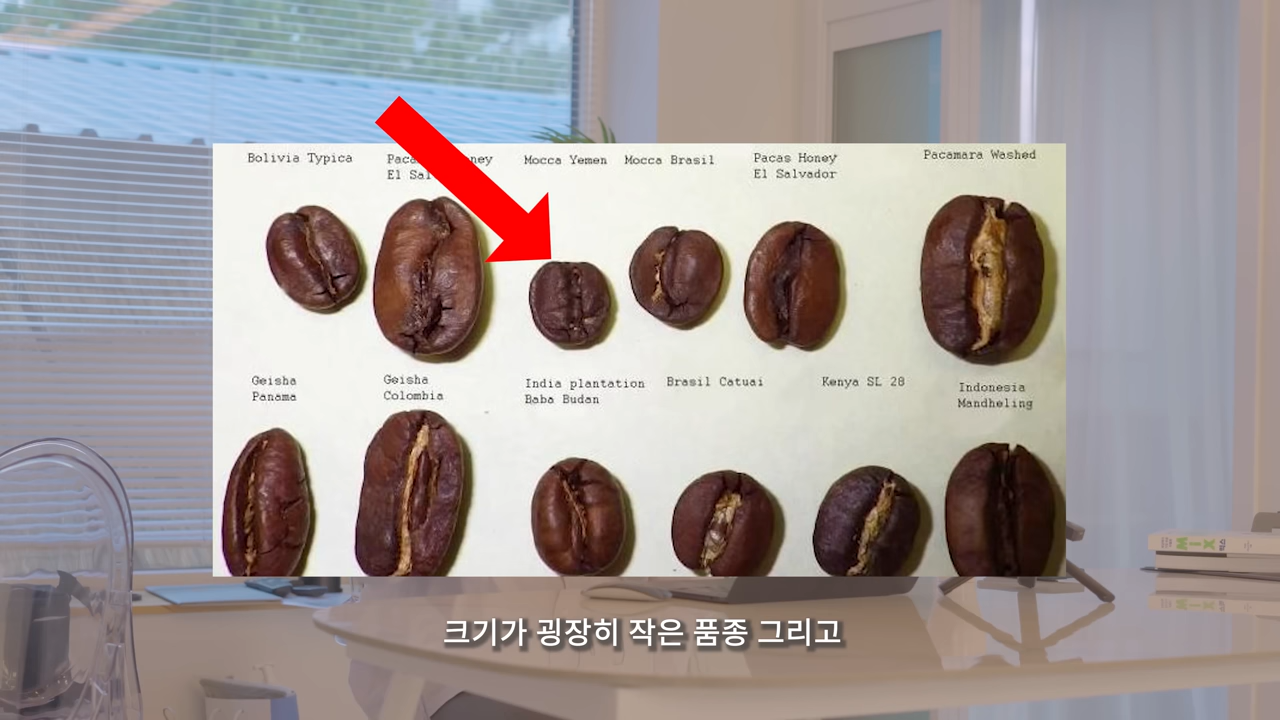 Bolivia Typica
Mocca Yemen
Mocca Brasil
Pacas Honey
El Salvador
Pacamara Washed
Geisha
Panama
Geisha
Colombia
India plantation
Baba Budan
Brasil Catuai
Kenya SL 28
Indonesia
Mandheling
MIX
크기가 굉장히 작은 품종 그리고